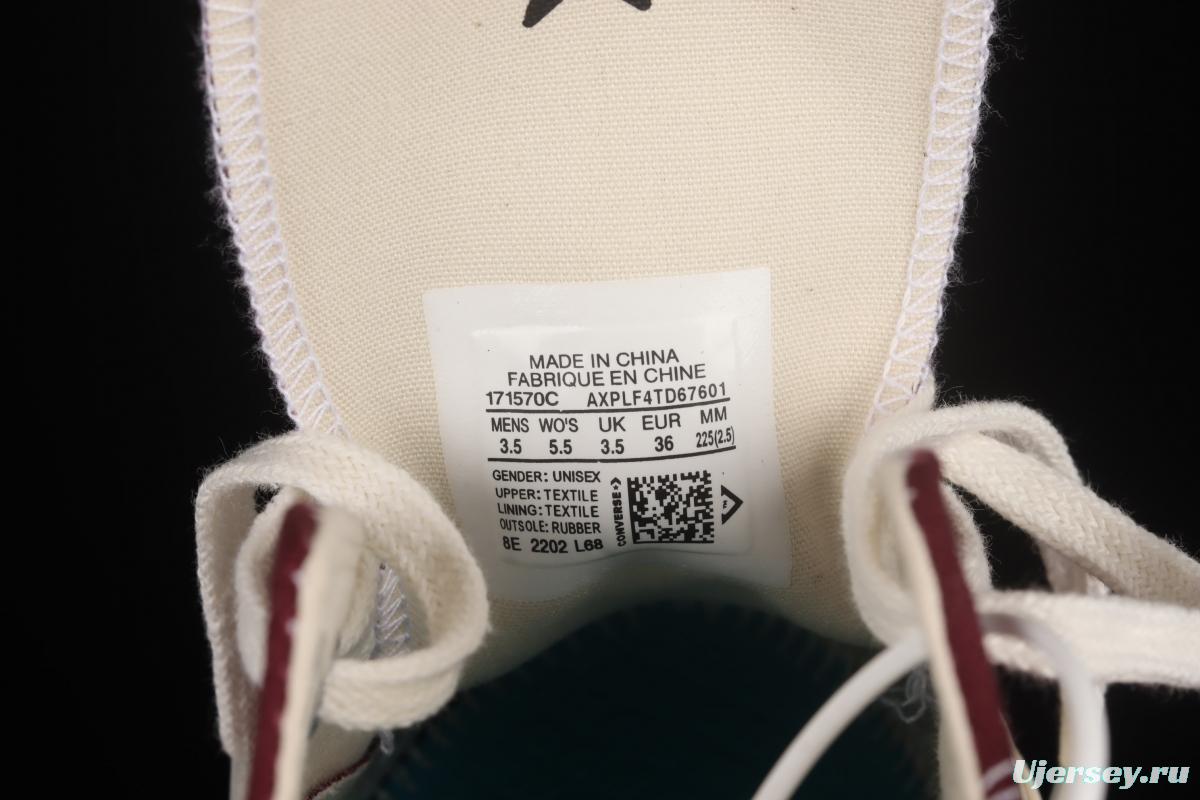 MADE IN CHINA
FABRIQUE EN CHINE
171570C AXPLF4TD67601
MENS WO'S UK EUR MM
3.5 5.5 3.5 36 225(2.5)
GENDER: UNISEX
UPPER: TEXTILE
LINING: TEXTILE
OUTSOLE: RUBBER
8E 2202 L68
CONVERSE
Ujersey.ru